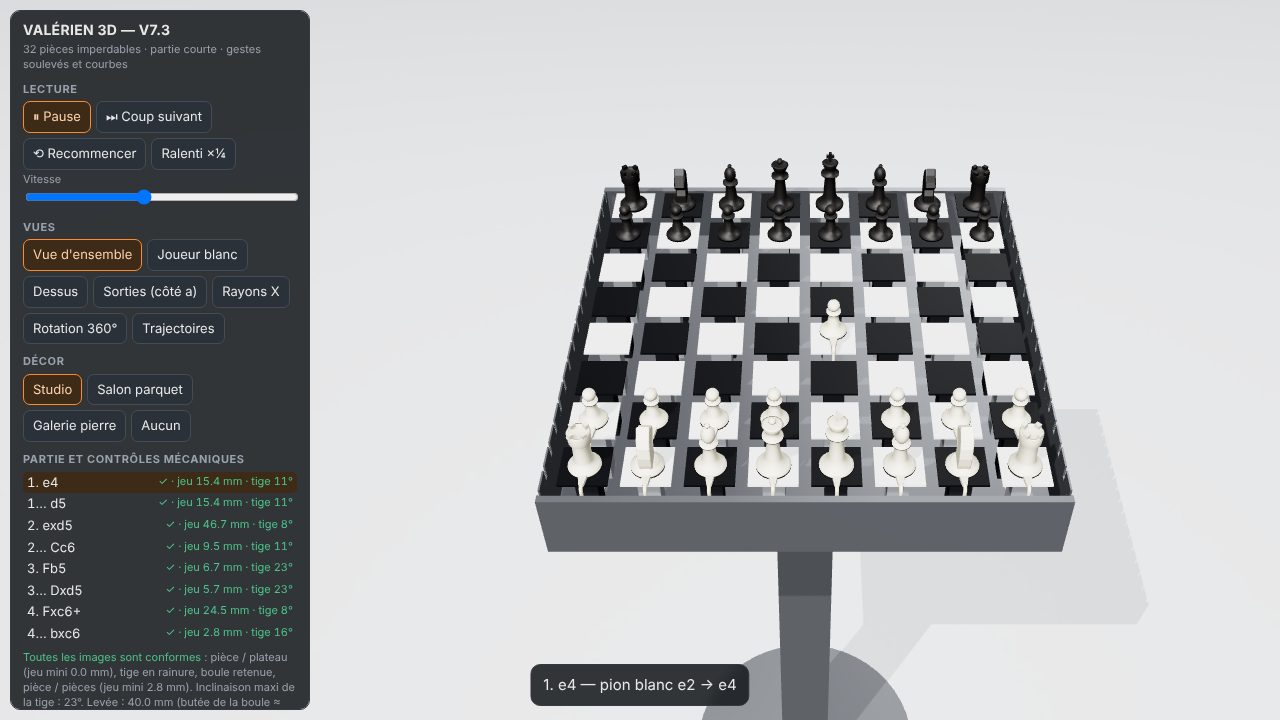 VALÉRIEN 3D — V7.3
32 pièces imperdables · partie courte · gestes
soulevés et courbes
LECTURE
⏸ Pause
⏭ Coup suivant
⟲ Recommencer
Ralenti ×¼
Vitesse
VUES
Vue d'ensemble
Joueur blanc
Dessus
Sorties (côté a)
Rayons X
Rotation 360°
Trajectoires
DÉCOR
Studio
Salon parquet
Galerie pierre
Aucun
PARTIE ET CONTRÔLES MÉCANIQUES
1. e4 ✓ · jeu 15.4 mm · tige 11°
1... d5 ✓ · jeu 15.4 mm · tige 11°
2. exd5 ✓ · jeu 46.7 mm · tige 8°
2... Cc6 ✓ · jeu 9.5 mm · tige 11°
3. Fb5 ✓ · jeu 6.7 mm · tige 23°
3... Dxd5 ✓ · jeu 5.7 mm · tige 23°
4. Fxc6+ ✓ · jeu 24.5 mm · tige 8°
4... bxc6 ✓ · jeu 2.8 mm · tige 16°
Toutes les images sont conformes : pièce / plateau
(jeu mini 0.0 mm), tige en rainure, boule retenue,
pièce / pièces (jeu mini 2.8 mm). Inclinaison maxi de
la tige : 23°. Levée : 40.0 mm (butée de la boule ≈
1. e4 — pion blanc e2 → e4